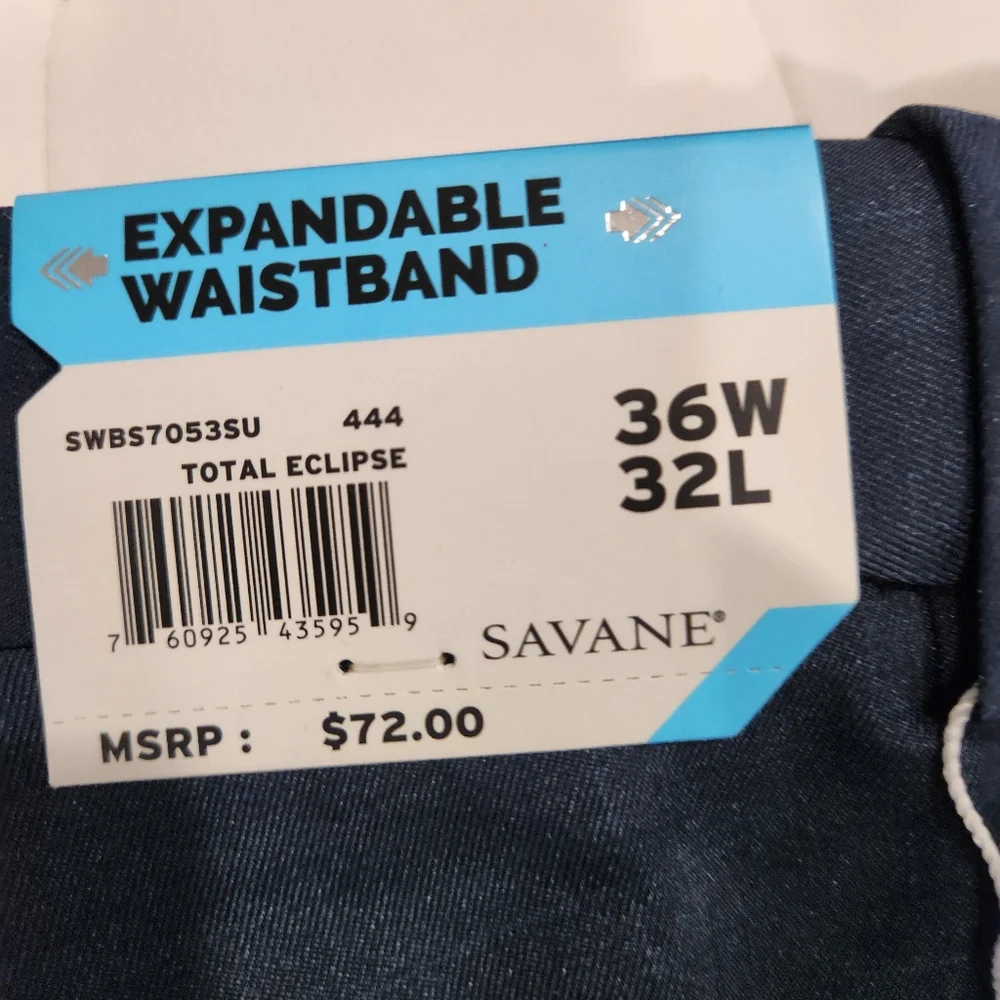 EXPANDABLE
WAISTBAND
SWBS7053SU 444
TOTAL ECLIPSE
36W
32L
7 60925 43595 9
SAVANE®
MSRP : $72.00